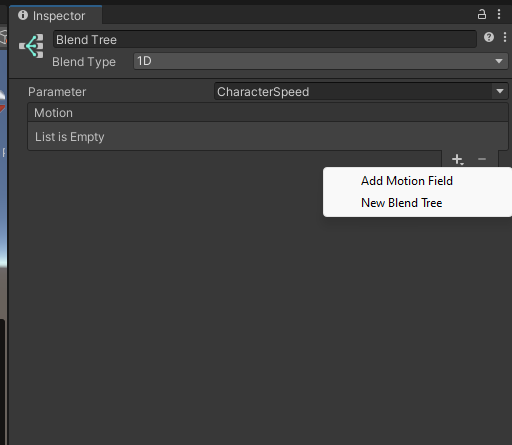 Inspector
Blend Tree
Blend Type 1D
Parameter CharacterSpeed
Motion
List is Empty
Add Motion Field
New Blend Tree